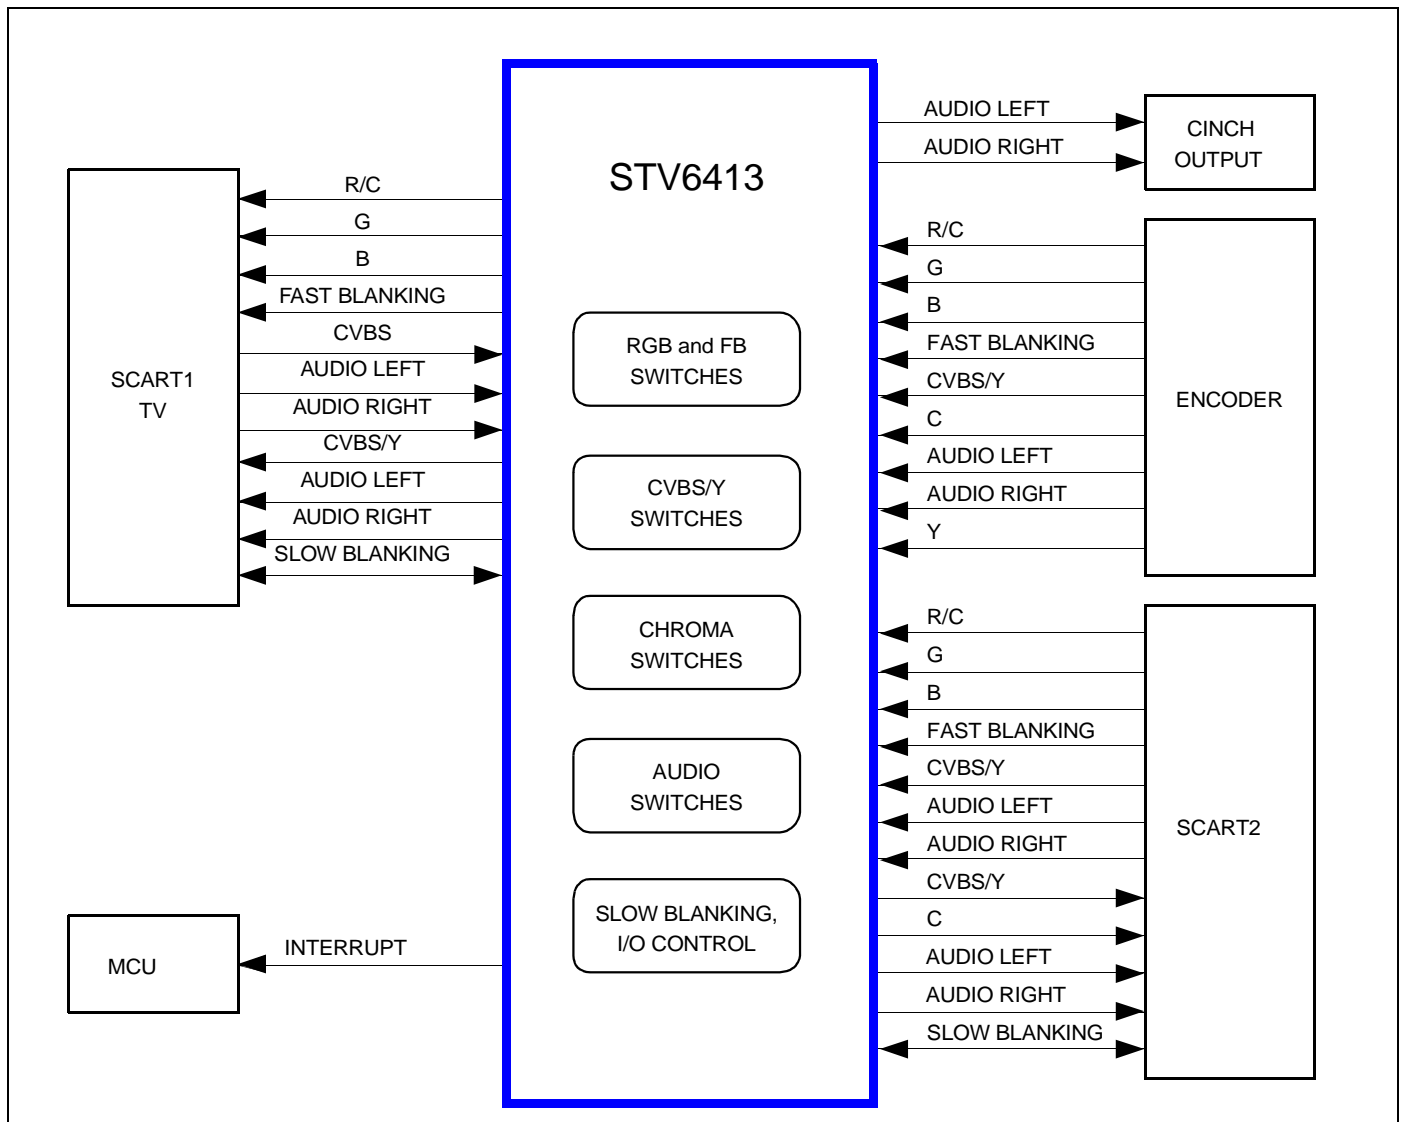 STV6413
RGB and FB
SWITCHES
CVBS/Y
SWITCHES
CHROMA
SWITCHES
AUDIO
SWITCHES
SLOW BLANKING,
I/O CONTROL
SCART1
TV
R/C
G
B
FAST BLANKING
CVBS
AUDIO LEFT
AUDIO RIGHT
CVBS/Y
AUDIO LEFT
AUDIO RIGHT
SLOW BLANKING
MCU
INTERRUPT
AUDIO LEFT
AUDIO RIGHT
CINCH
OUTPUT
R/C
G
B
FAST BLANKING
CVBS/Y
C
AUDIO LEFT
AUDIO RIGHT
Y
ENCODER
R/C
G
B
FAST BLANKING
CVBS/Y
AUDIO LEFT
AUDIO RIGHT
CVBS/Y
C
AUDIO LEFT
AUDIO RIGHT
SLOW BLANKING
SCART2